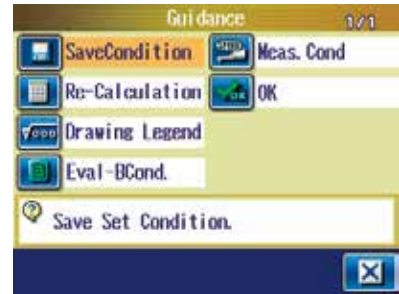 Guidance 1/1
SaveCondition Meas. Cond
Re-Calculation OK
Drawing Legend
Eval-BCond.
Save Set Condition.